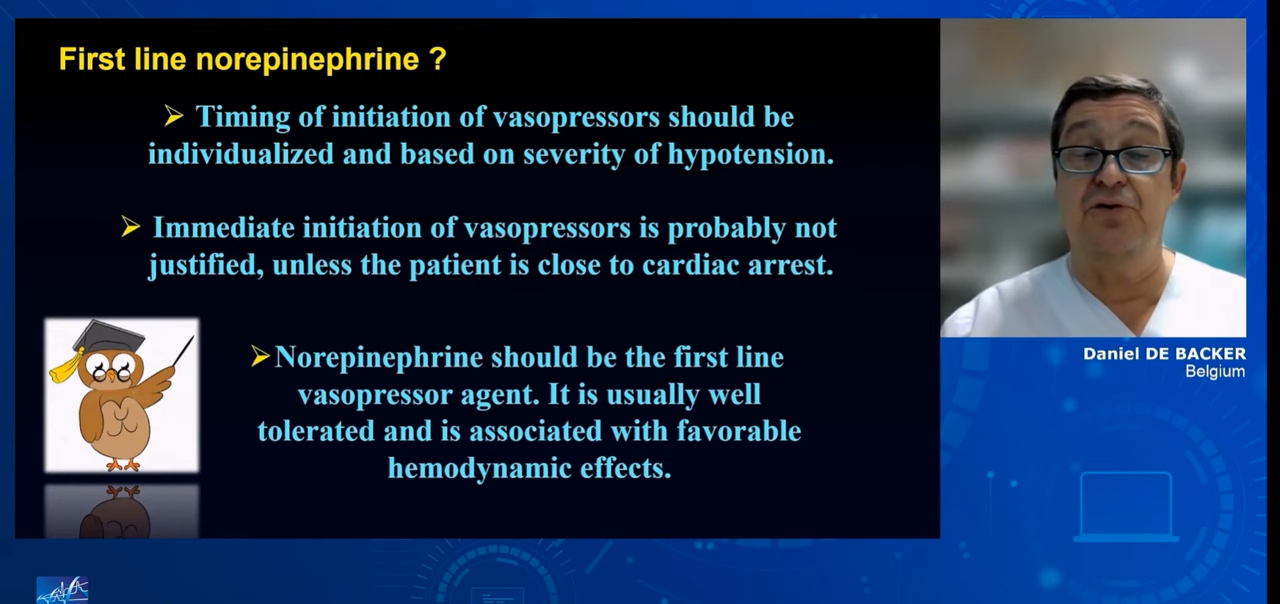 First line norepinephrine ?
➢ Timing of initiation of vasopressors should be
individualized and based on severity of hypotension.
➢ Immediate initiation of vasopressors is probably not
justified, unless the patient is close to cardiac arrest.
➢Norepinephrine should be the first line
vasopressor agent. It is usually well
tolerated and is associated with favorable
hemodynamic effects.
Daniel DE BACKER
Belgium